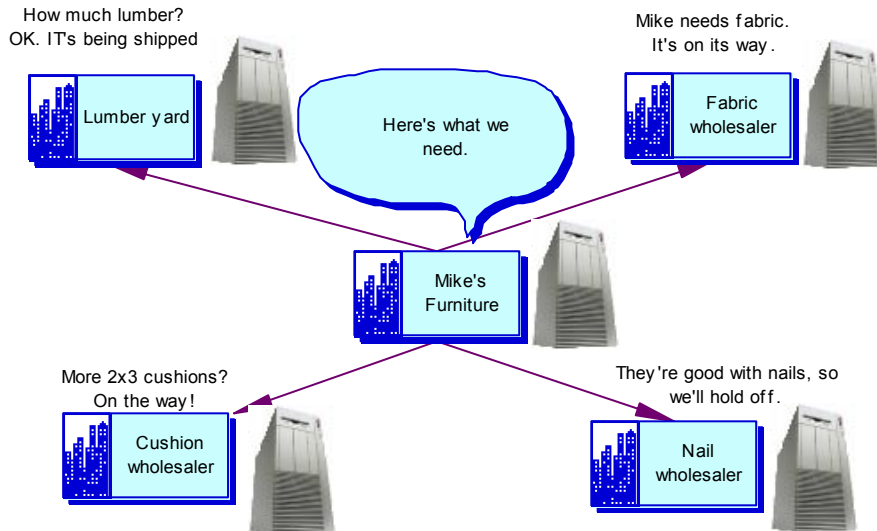 How much lumber?
OK. IT's being shipped
Mike needs fabric.
It's on its way.
Lumber yard
Fabric
wholesaler
Here's what we
need.
Mike's
Furniture
More 2x3 cushions?
On the way!
They're good with nails, so
we'll hold off.
Cushion
wholesaler
Nail
wholesaler